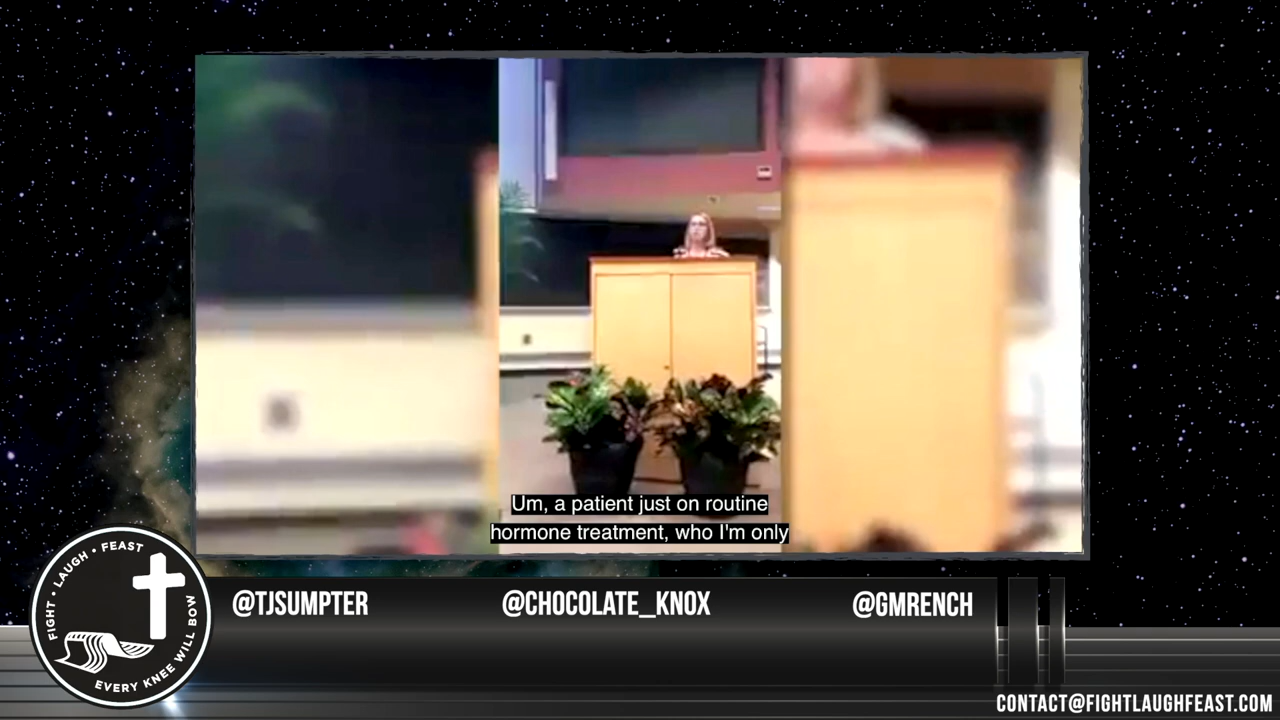 Um, a patient just on routine
hormone treatment, who I'm only
FIGHT • LAUGH • FEAST
EVERY KNEE WILL BOW
@TJSUMPTER
@CHOCOLATE_KNOX
@GMRENCH
CONTACT@FIGHTLAUGHFEAST.COM